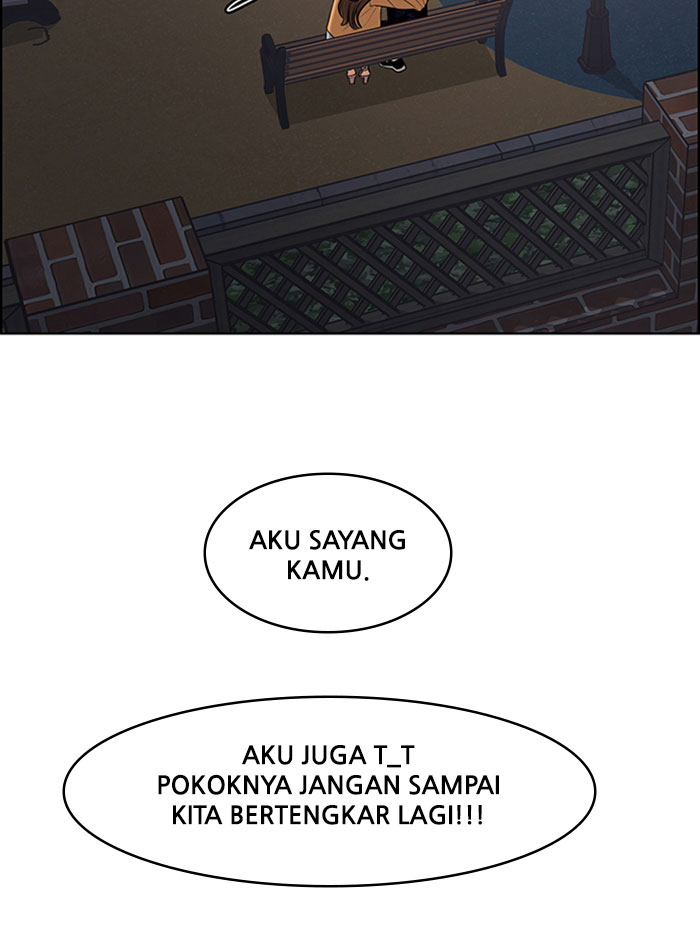 AKU SAYANG
KAMU.
AKU JUGA T_T
POKOKNYA JANGAN SAMPAI
KITA BERTENGKAR LAGI!!!